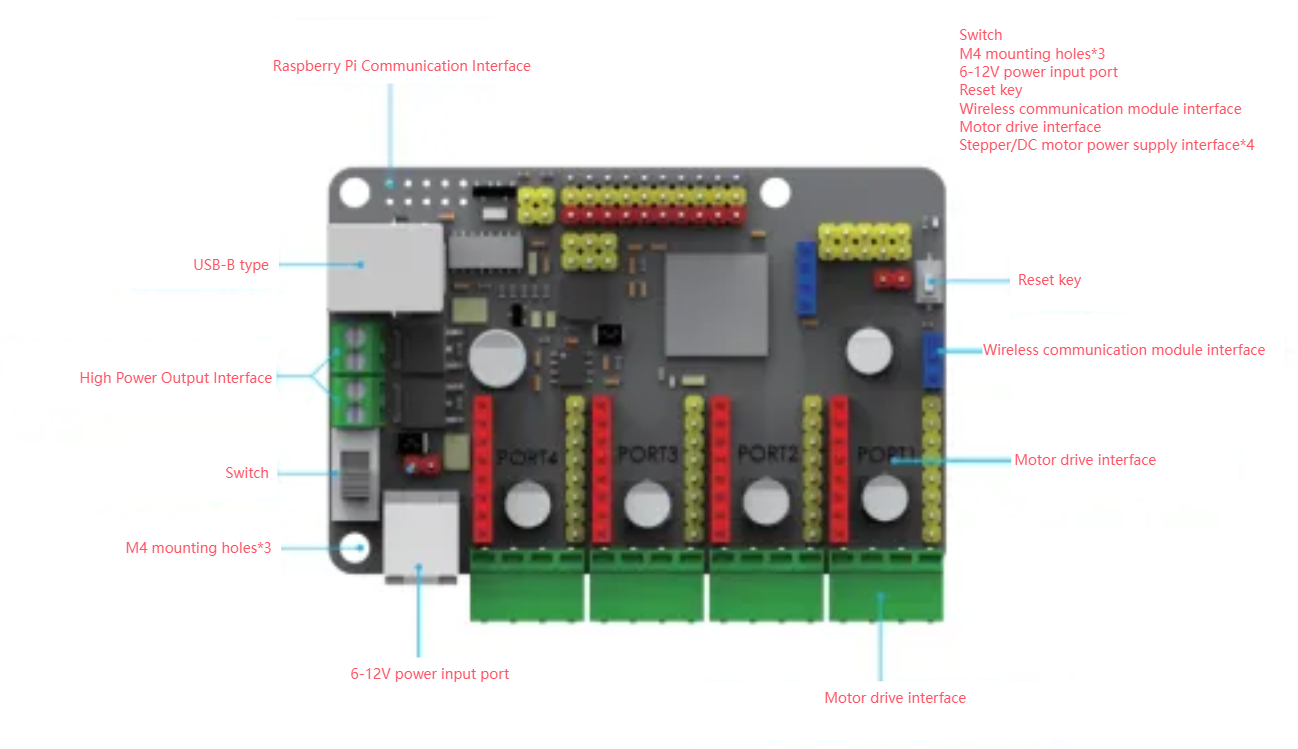 Switch
M4 mounting holes*3
6-12V power input port
Reset key
Wireless communication module interface
Motor drive interface
Stepper/DC motor power supply interface*4
Raspberry Pi Communication Interface
USB-B type
Reset key
Wireless communication module interface
High Power Output Interface
PORT4
PORT3
PORT2
PORT1
Motor drive interface
Switch
M4 mounting holes*3
6-12V power input port
Motor drive interface